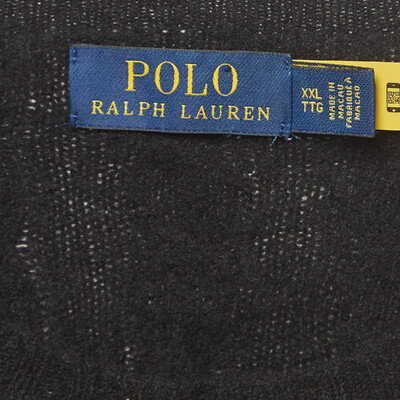 POLO
RALPH LAUREN
XXL
TTG
MADE IN
MACAU
FABRIQUÉ À
MACAO